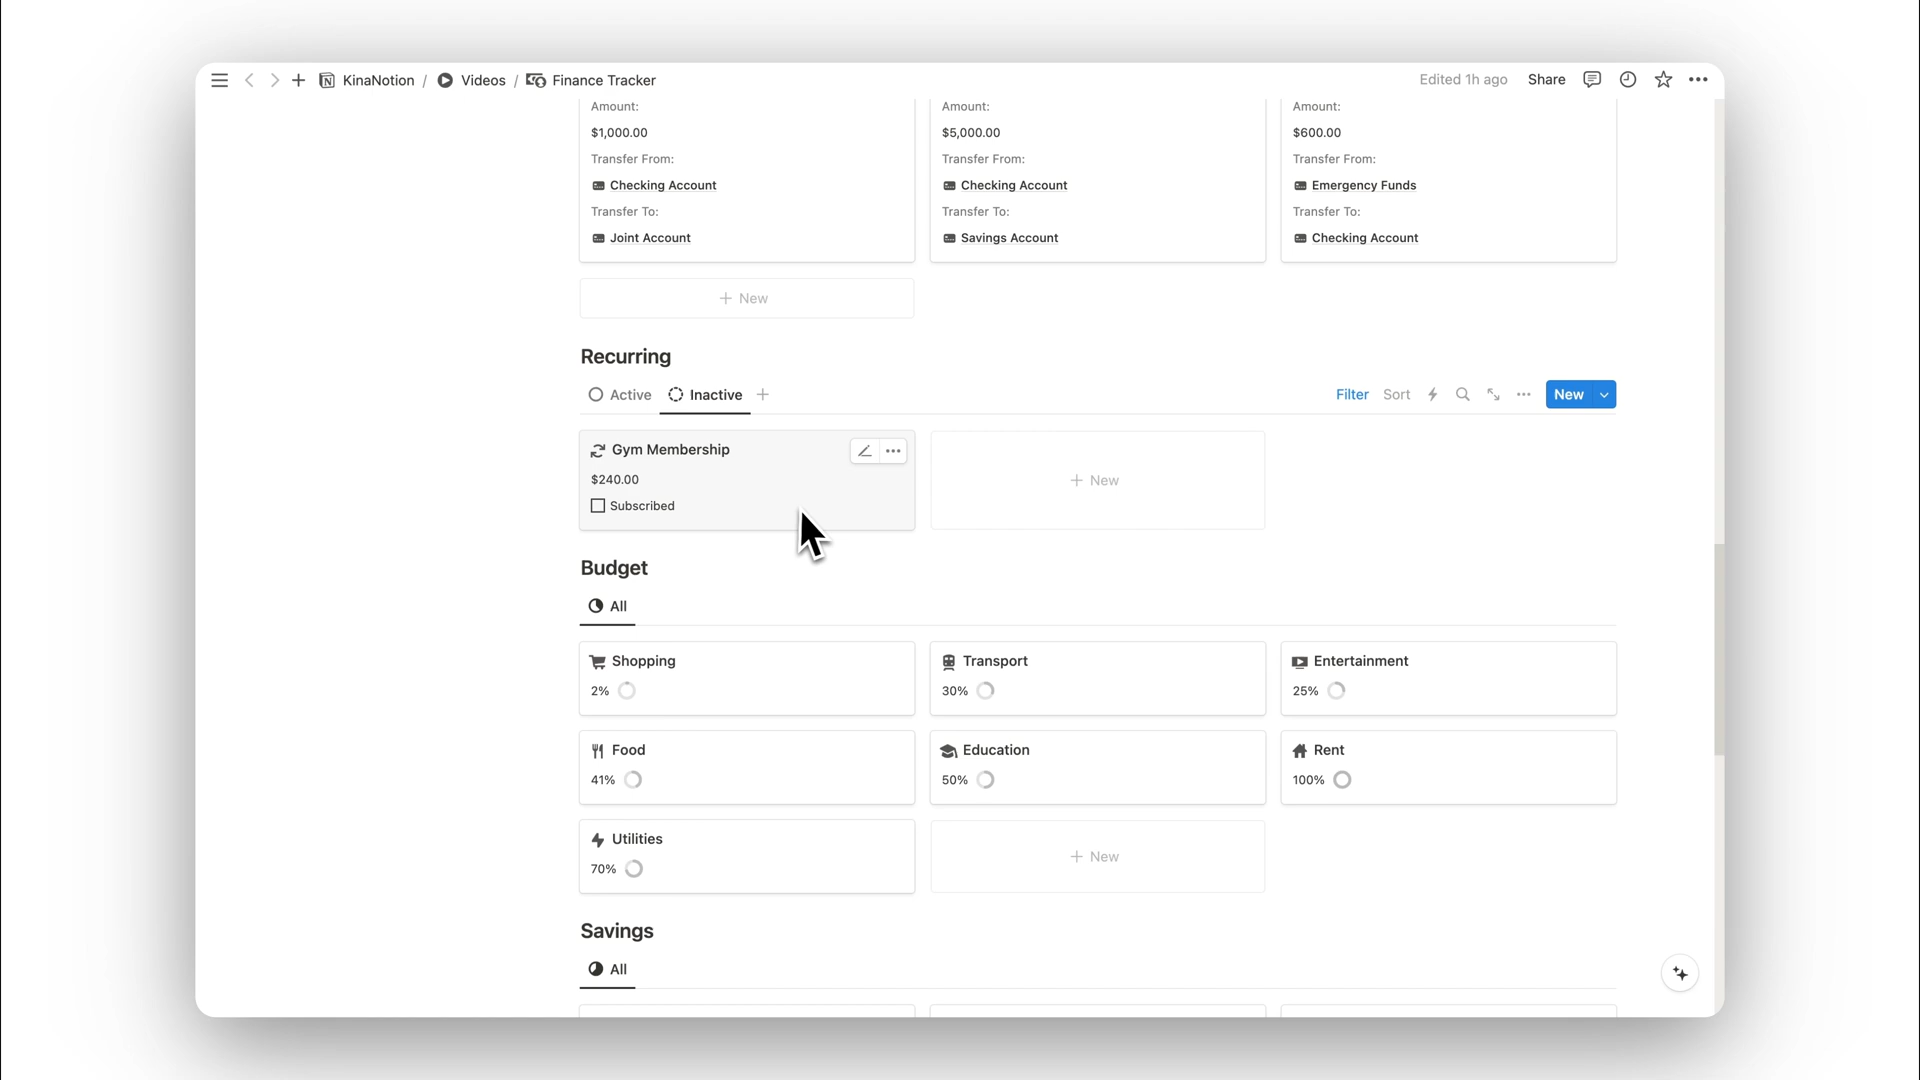 KinaNotion / Videos / Finance Tracker
Edited 1h ago Share
Amount: Amount: Amount:
$1,000.00 $5,000.00 $600.00
Transfer From: Transfer From: Transfer From:
Checking Account Checking Account Emergency Funds
Transfer To: Transfer To: Transfer To:
Joint Account Savings Account Checking Account
+ New
Recurring
Active Inactive +
Filter Sort New
Gym Membership
$240.00
Subscribed
+ New
Budget
All
Shopping Transport Entertainment
2% 30% 25%
Food Education Rent
41% 50% 100%
Utilities
70%
+ New
Savings
All